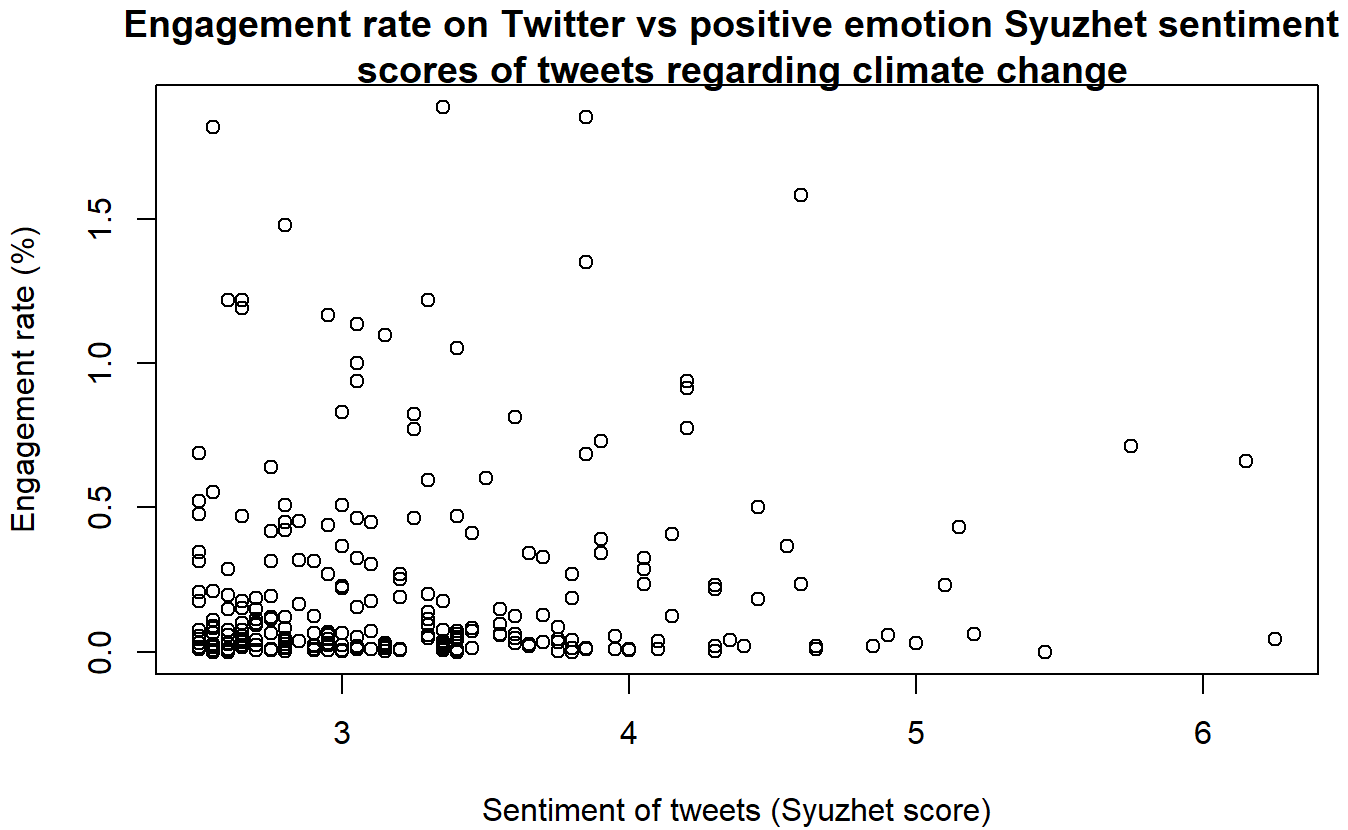 Engagement rate on Twitter vs positive emotion Syuzhet sentiment
scores of tweets regarding climate change
Engagement rate (%)
1.5
1.0
0.5
0.0
3 4 5 6
Sentiment of tweets (Syuzhet score)